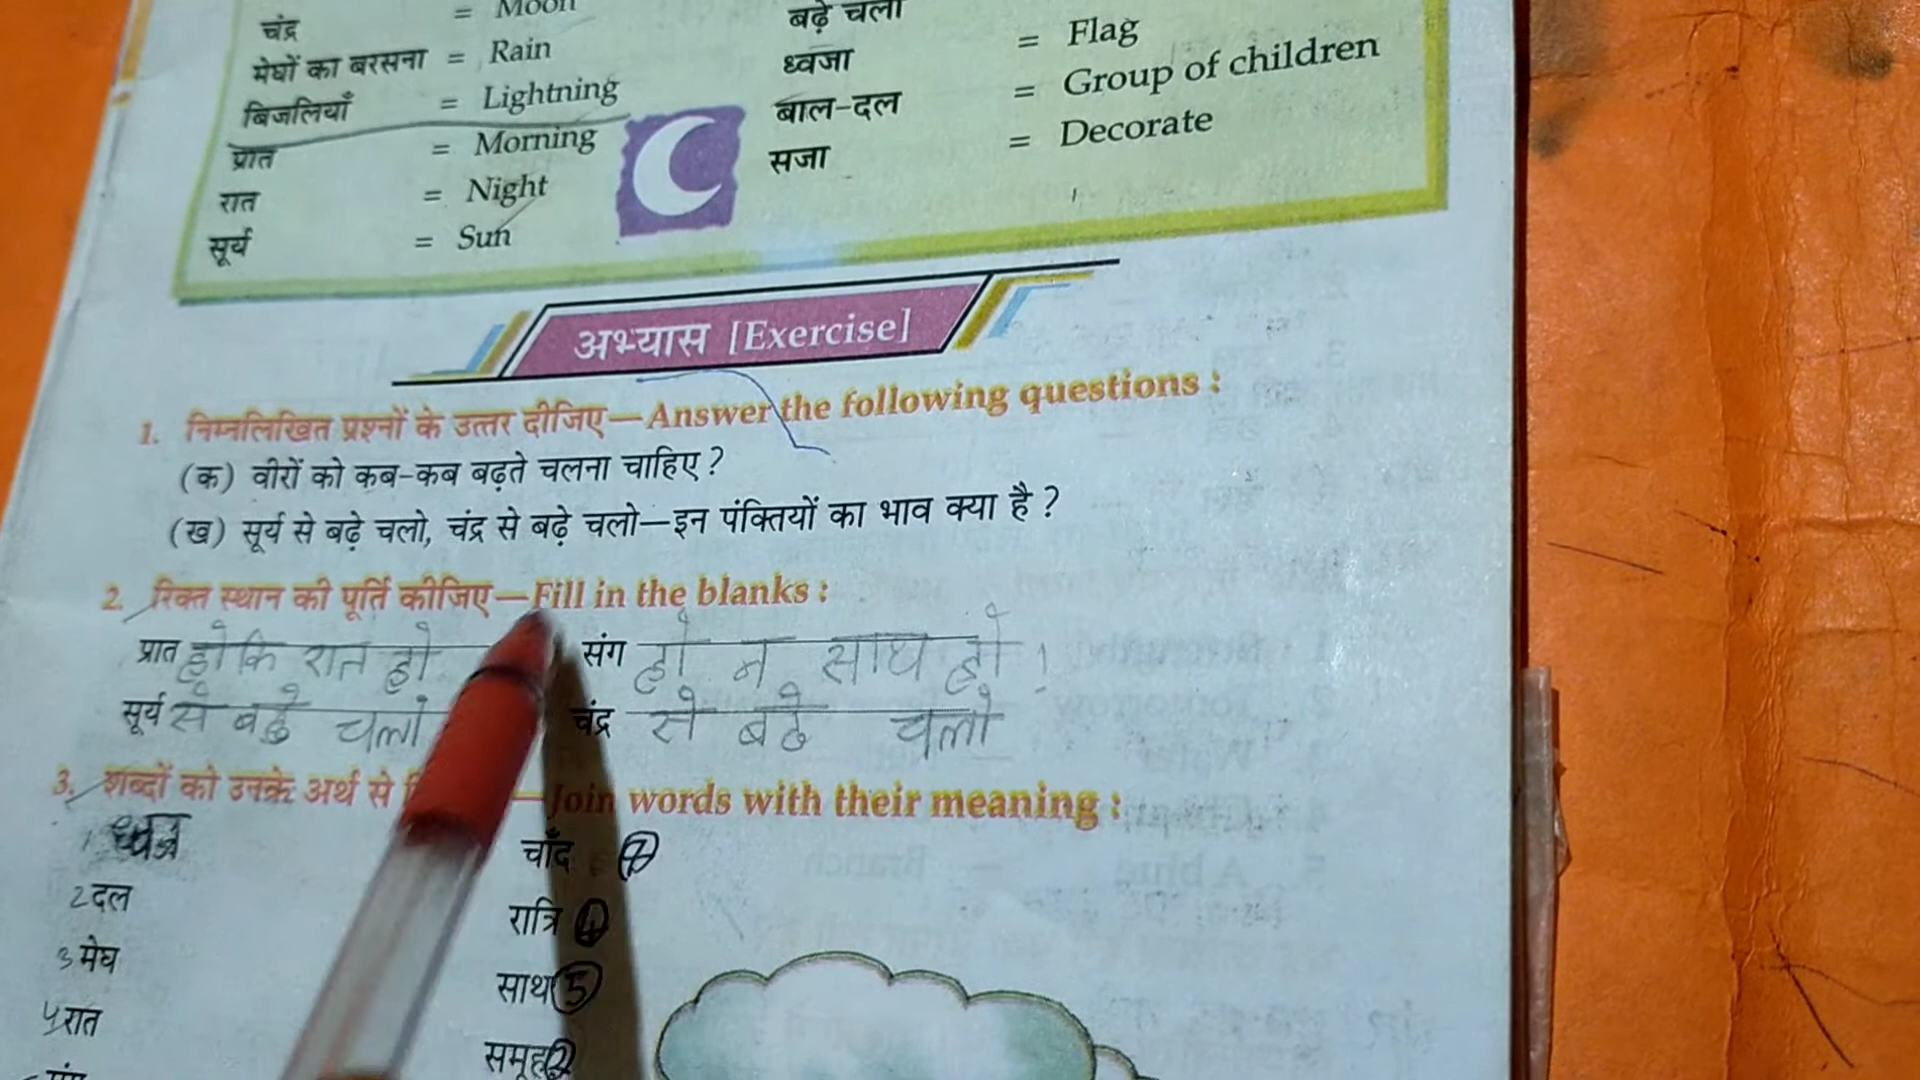 चंद्र = Moon
मेघों का बरसना = Rain
बिजलियाँ = Lightning
प्रात = Morning
रात = Night
सूर्य = Sun
बढ़े चलो
ध्वजा = Flag
बाल-दल = Group of children
सजा = Decorate
अभ्यास [Exercise]
1. निम्नलिखित प्रश्नों के उत्तर दीजिए—Answer the following questions :
(क) वीरों को कब-कब बढ़ते चलना चाहिए ?
(ख) सूर्य से बढ़े चलो, चंद्र से बढ़े चलो—इन पंक्तियों का भाव क्या है ?
2. रिक्त स्थान की पूर्ति कीजिए—Fill in the blanks :
प्रात हो कि रात हो संग हो न साथ हो !
सूर्य से बढ़े चलो चंद्र से बढे चलो
3. शब्दों को उनके अर्थ से —Join words with their meaning :
1 ध्वज चाँद 7
2 दल रात्रि 4
3 मेघ साथ 5
4 रात समूह 2